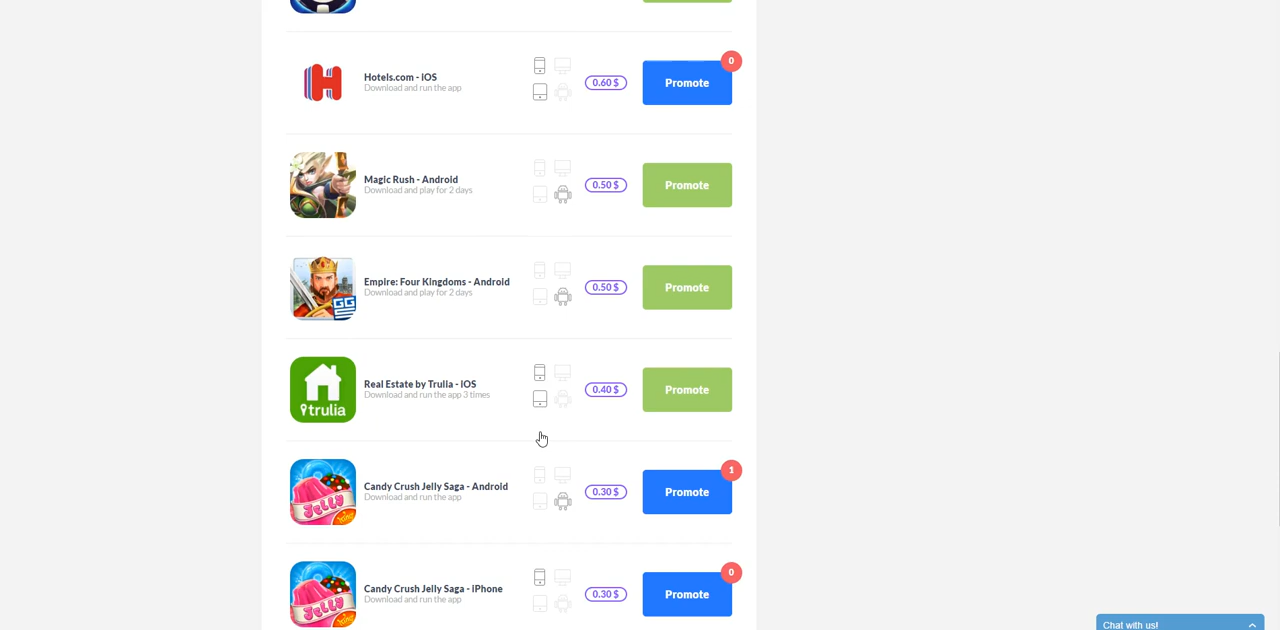 Hotels.com - iOS
Download and run the app
0.60 $
Promote
0
Magic Rush - Android
Download and play for 2 days
0.50 $
Promote
Empire: Four Kingdoms - Android
Download and play for 2 days
0.50 $
Promote
GGE
Real Estate by Trulia - iOS
Download and run the app 3 times
0.40 $
Promote
trulia
Candy Crush Jelly Saga - Android
Download and run the app
0.30 $
Promote
1
Jelly
King
Candy Crush Jelly Saga - iPhone
Download and run the app
0.30 $
Promote
0
Jelly
King
Chat with us!